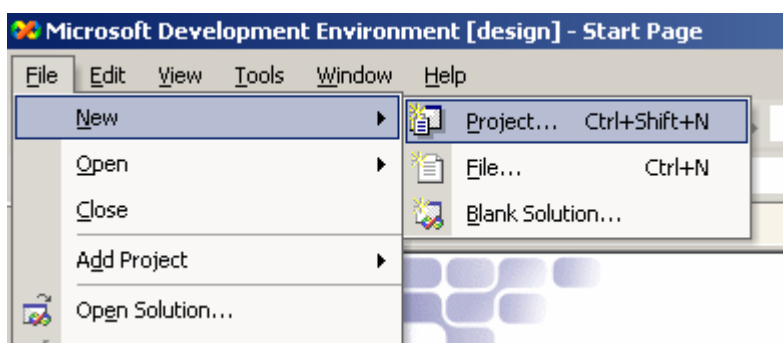 Microsoft Development Environment [design] - Start Page
File Edit View Tools Window Help
New
Project... Ctrl+Shift+N
Open
File... Ctrl+N
Close
Blank Solution...
Add Project
Open Solution...